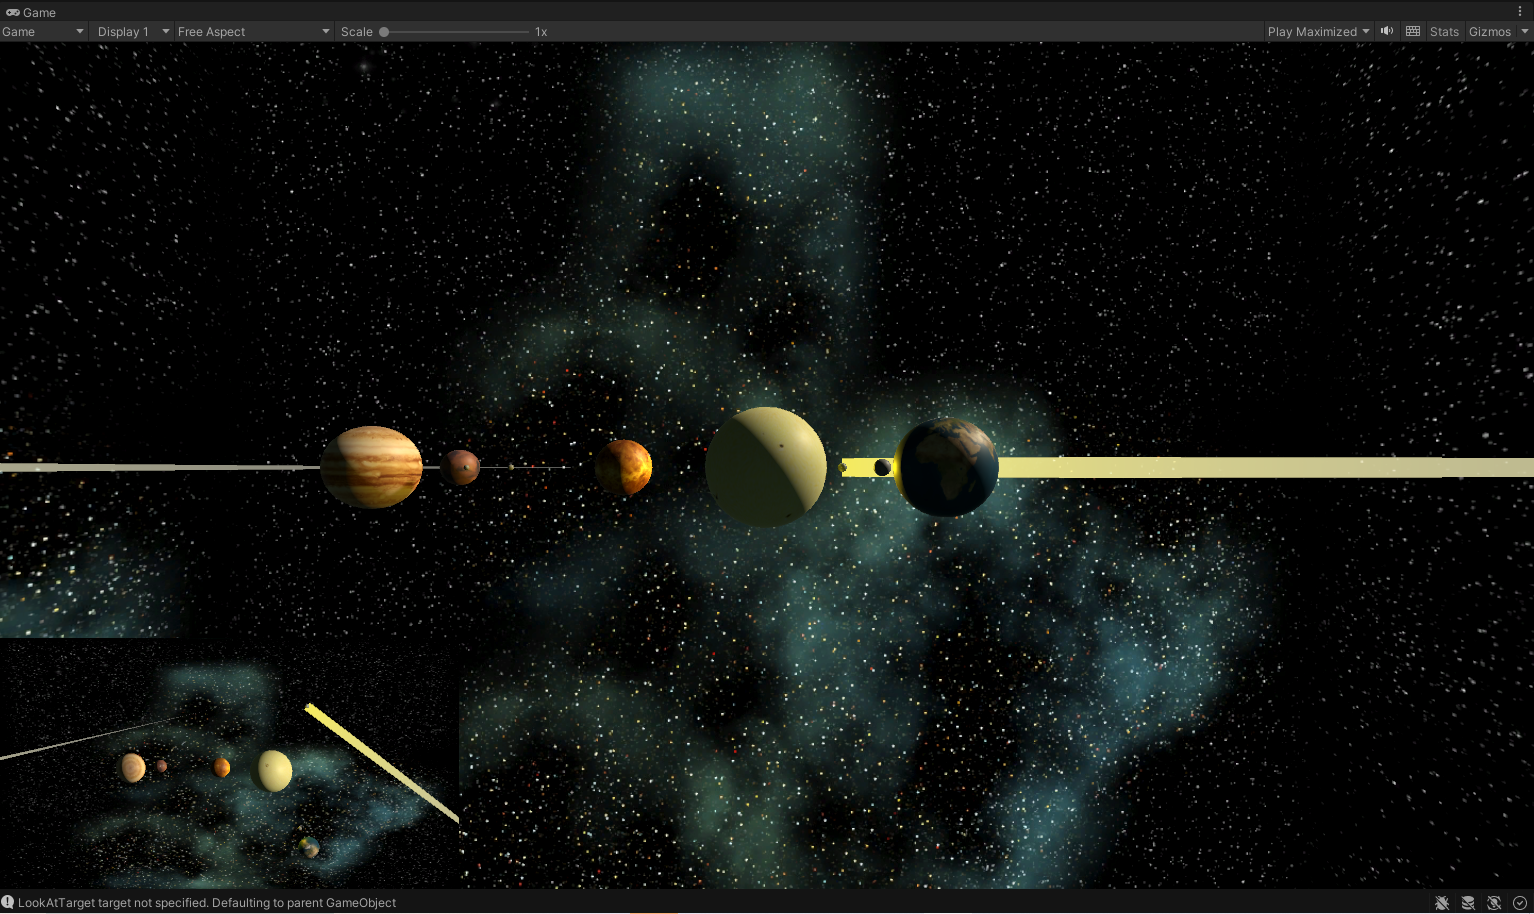 Game
Game Display 1 Free Aspect Scale 1x Play Maximized Stats Gizmos
LookAtTarget target not specified. Defaulting to parent GameObject